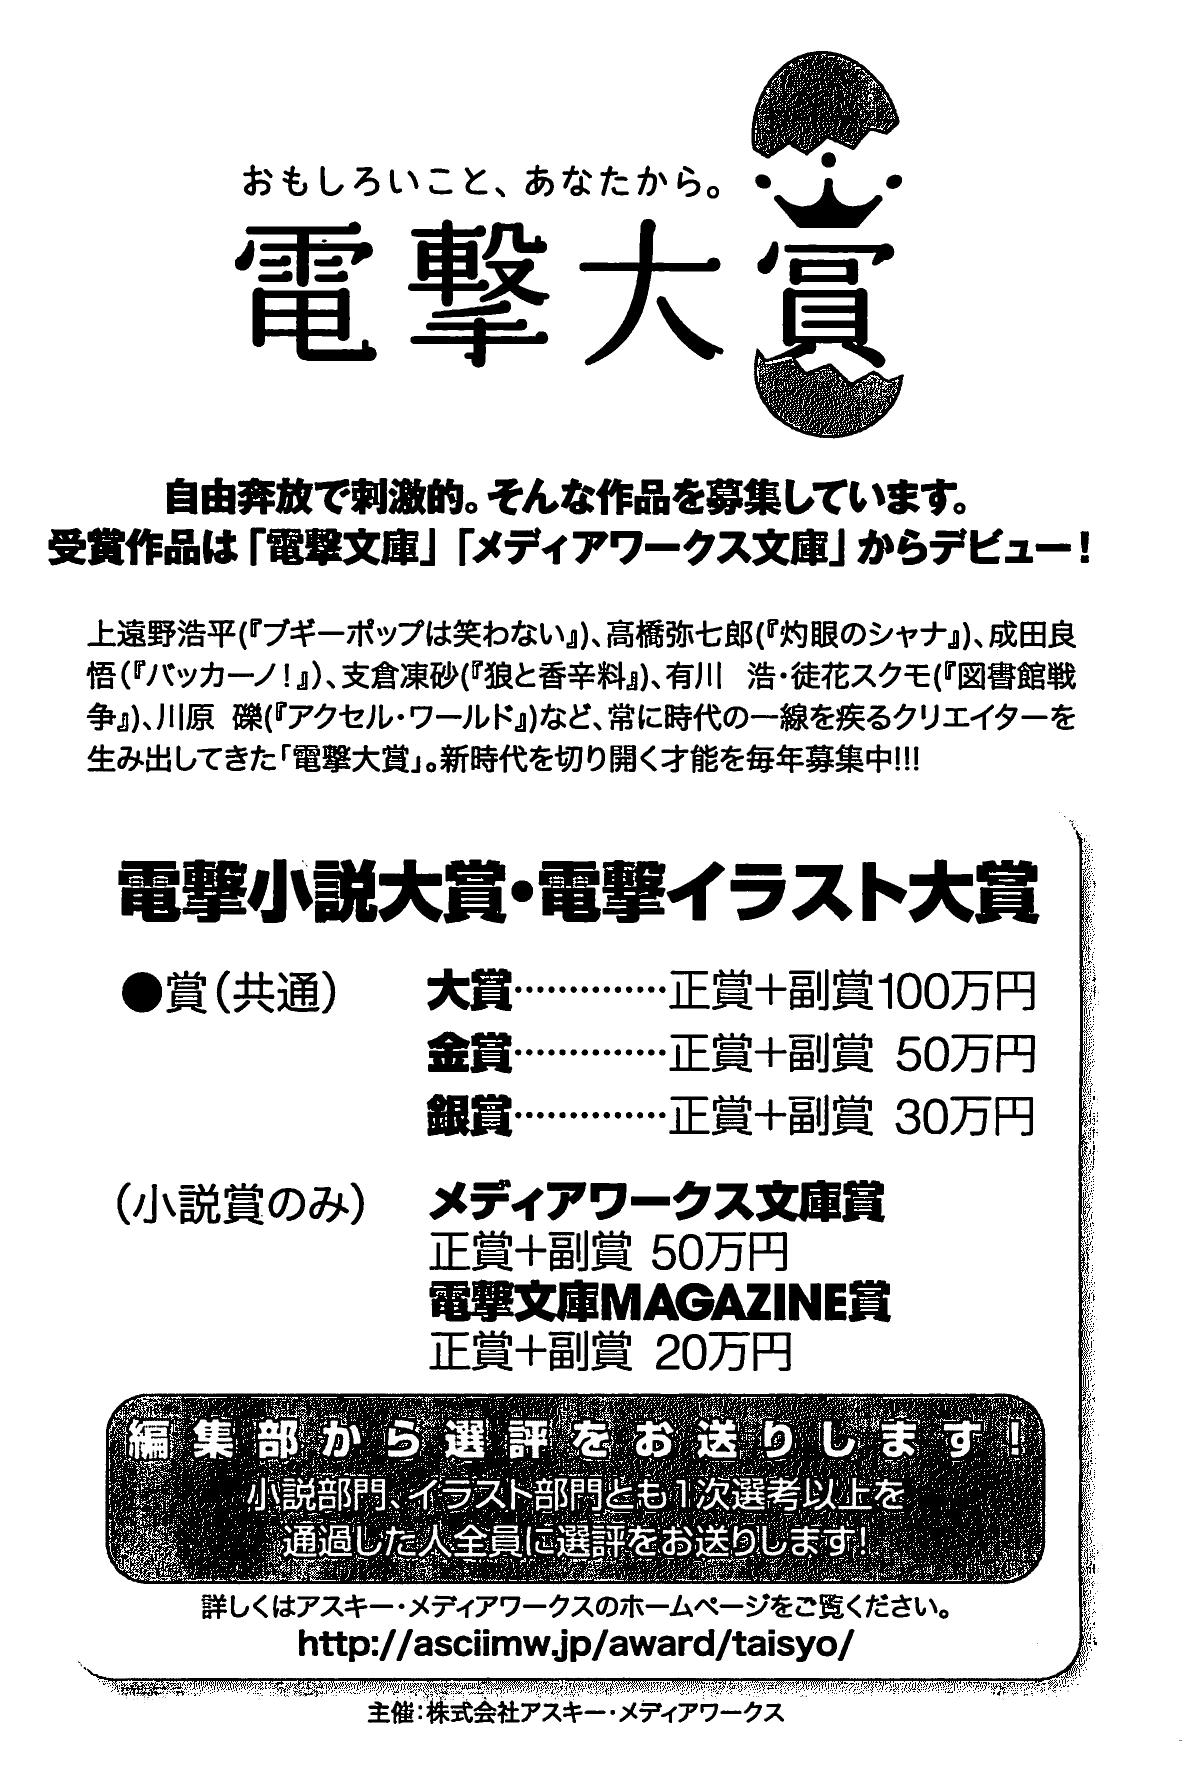 おもしろいこと、あなたから。
電撃大賞
自由奔放で刺激的。そんな作品を募集しています。
受賞作品は「電撃文庫」「メディアワークス文庫」からデビュー！
上遠野浩平(『ブギーポップは笑わない』)、高橋弥七郎(『灼眼のシャナ』)、成田良
悟(『バッカーノ！』)、支倉凍砂(『狼と香辛料』)、有川　浩・徒花スクモ(『図書館戦
争』)、川原　礫(『アクセル・ワールド』)など、常に時代の一線を疾るクリエイターを
生み出してきた「電撃大賞」。新時代を切り開く才能を毎年募集中!!!
電撃小説大賞・電撃イラスト大賞
●賞（共通）　大賞……………正賞＋副賞100万円
金賞……………正賞＋副賞 50万円
銀賞……………正賞＋副賞 30万円
（小説賞のみ）　メディアワークス文庫賞
正賞＋副賞 50万円
電撃文庫MAGAZINE賞
正賞＋副賞 20万円
編集部から選評をお送りします！
小説部門、イラスト部門とも1次選考以上を
通過した人全員に選評をお送りします!
詳しくはアスキー・メディアワークスのホームページをご覧ください。
http://asciimw.jp/award/taisyo/
主催：株式会社アスキー・メディアワークス